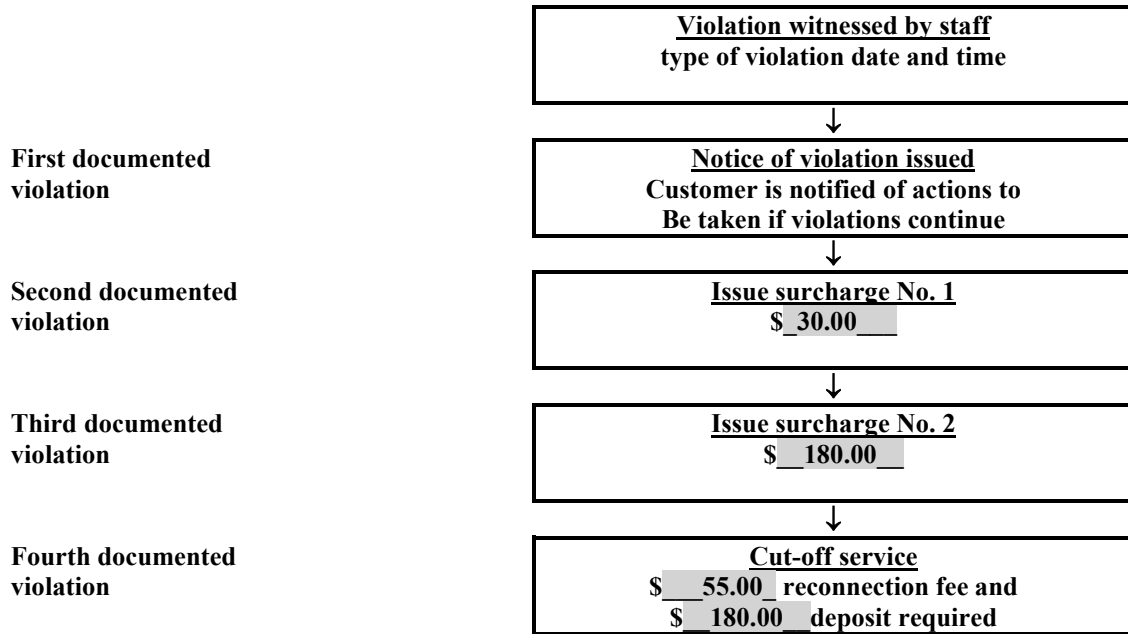 Violation witnessed by staff
type of violation date and time
↓
First documented
violation
Notice of violation issued
Customer is notified of actions to
Be taken if violations continue
↓
Second documented
violation
Issue surcharge No. 1
$_30.00___
↓
Third documented
violation
Issue surcharge No. 2
$__180.00__
↓
Fourth documented
violation
Cut-off service
$___55.00_ reconnection fee and
$__180.00__deposit required